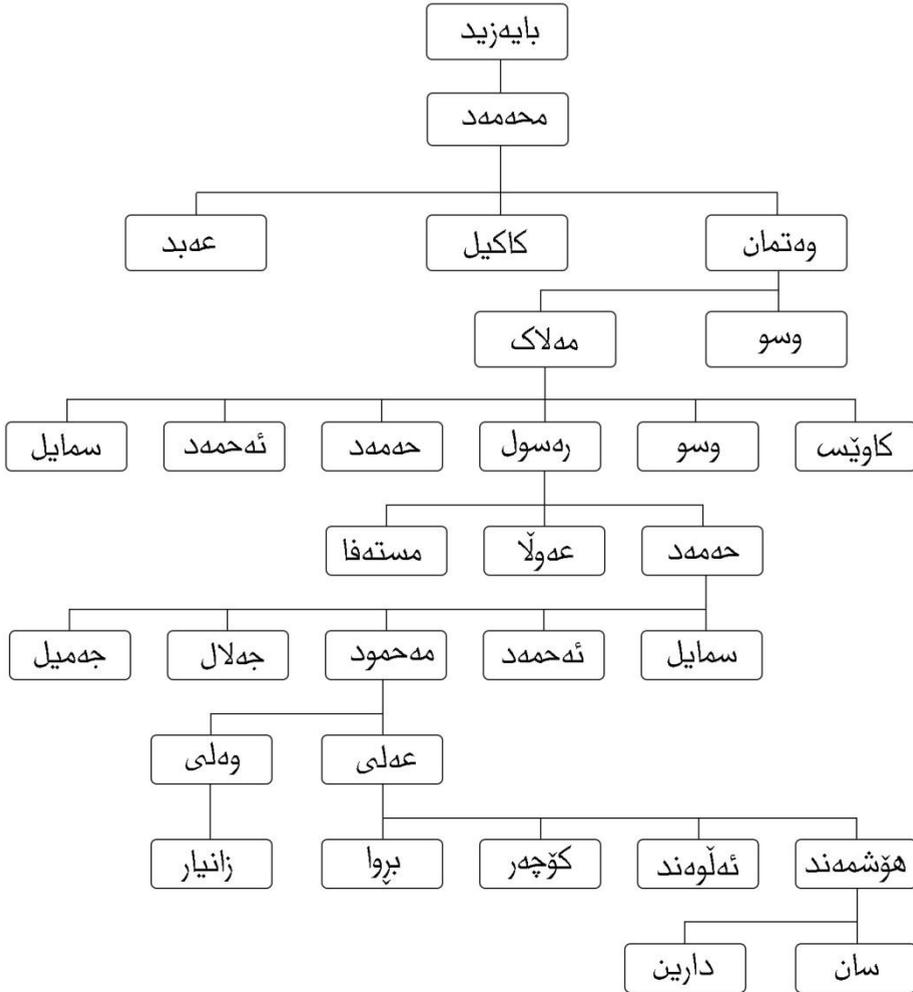 بایەزید
محەمەد
وەتمان کاکیل عەبد
وسو مەلاک
کاوێس وسو رەسول حەمەد ئەحمەد سمایل
حەمەد عەوڵا مستەفا
سمایل ئەحمەد مەحمود جەلال جەمیل
عەلی وەلی
هۆشمەند ئەڵوەند کۆچەر بڕوا زانیار
سان دارین